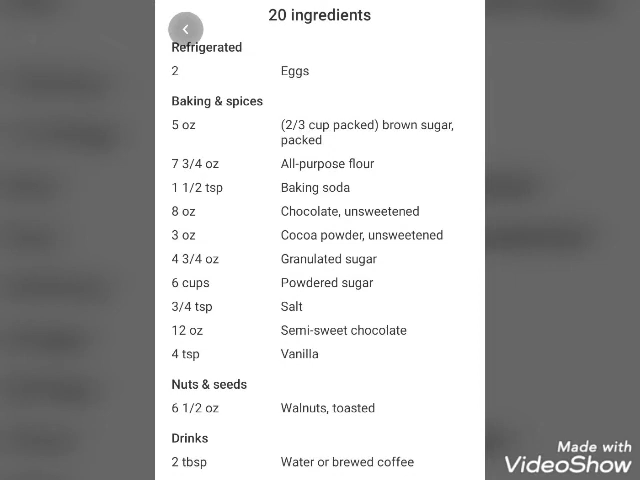 20 ingredients
Refrigerated
2 Eggs
Baking & spices
5 oz (2/3 cup packed) brown sugar,
packed
7 3/4 oz All-purpose flour
1 1/2 tsp Baking soda
8 oz Chocolate, unsweetened
3 oz Cocoa powder, unsweetened
4 3/4 oz Granulated sugar
6 cups Powdered sugar
3/4 tsp Salt
12 oz Semi-sweet chocolate
4 tsp Vanilla
Nuts & seeds
6 1/2 oz Walnuts, toasted
Drinks
2 tbsp Water or brewed coffee
Made with
VideoShow